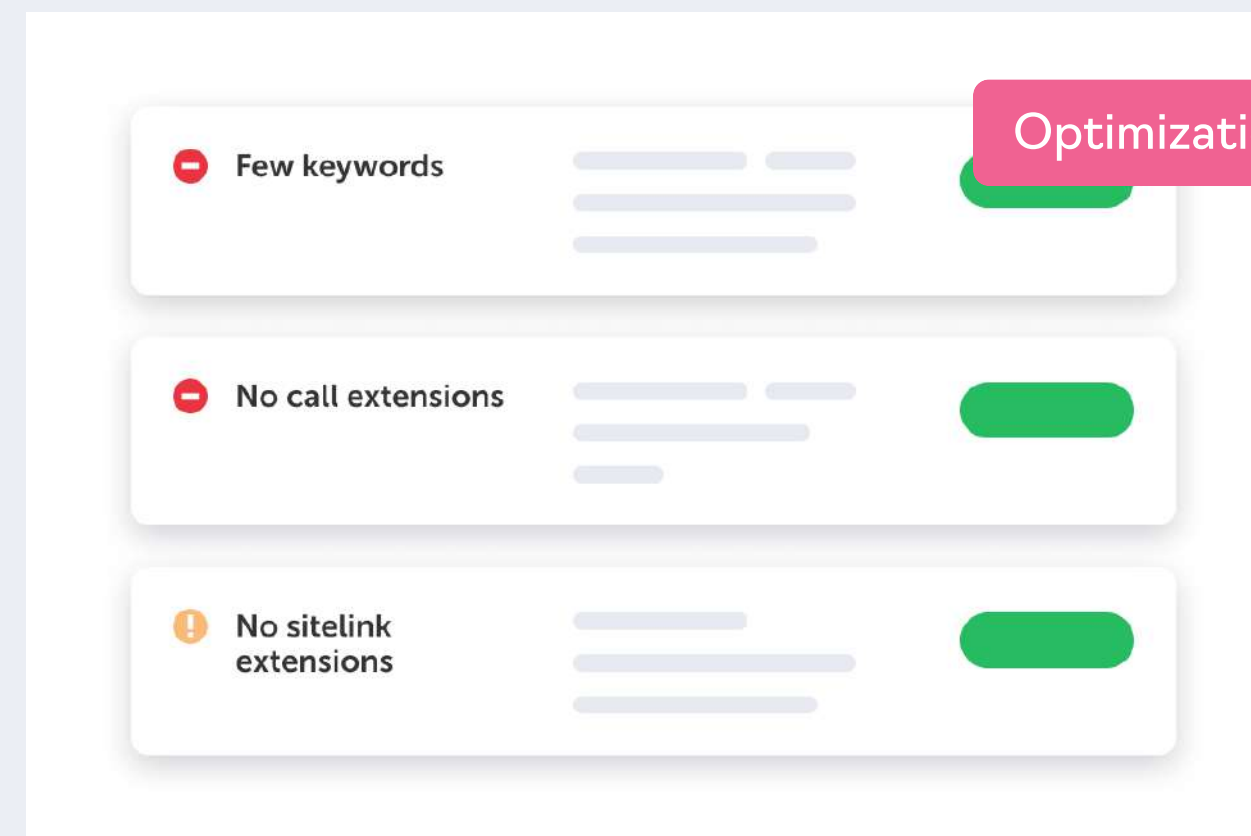 Optimizati
Few keywords
No call extensions
No sitelink
extensions